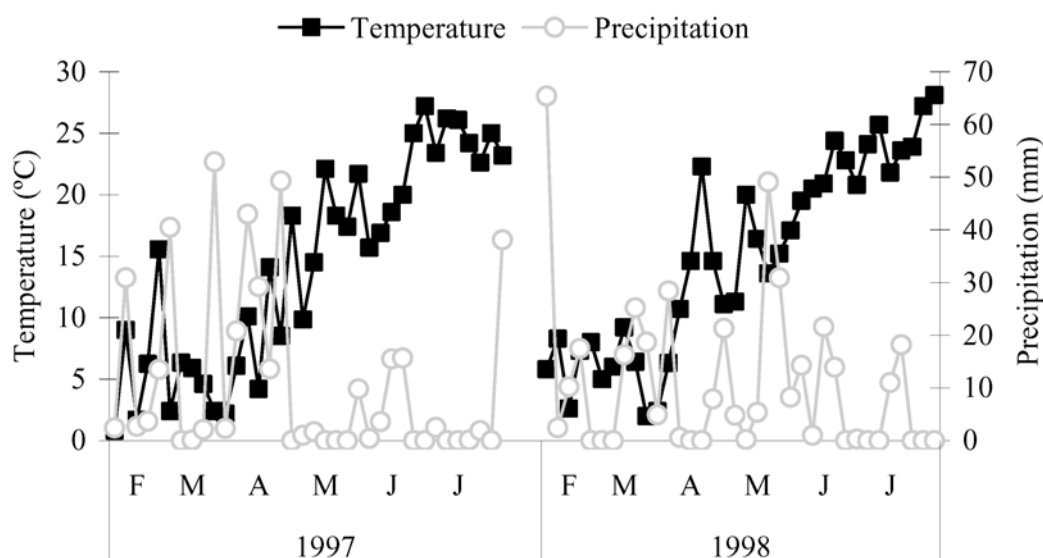 Temperature Precipitation
30 70
25 60
20 50
15 40
10 30
5 20
0 10
0
Temperature (ºC)
Precipitation (mm)
F M A M J J F M A M J J
1997 1998